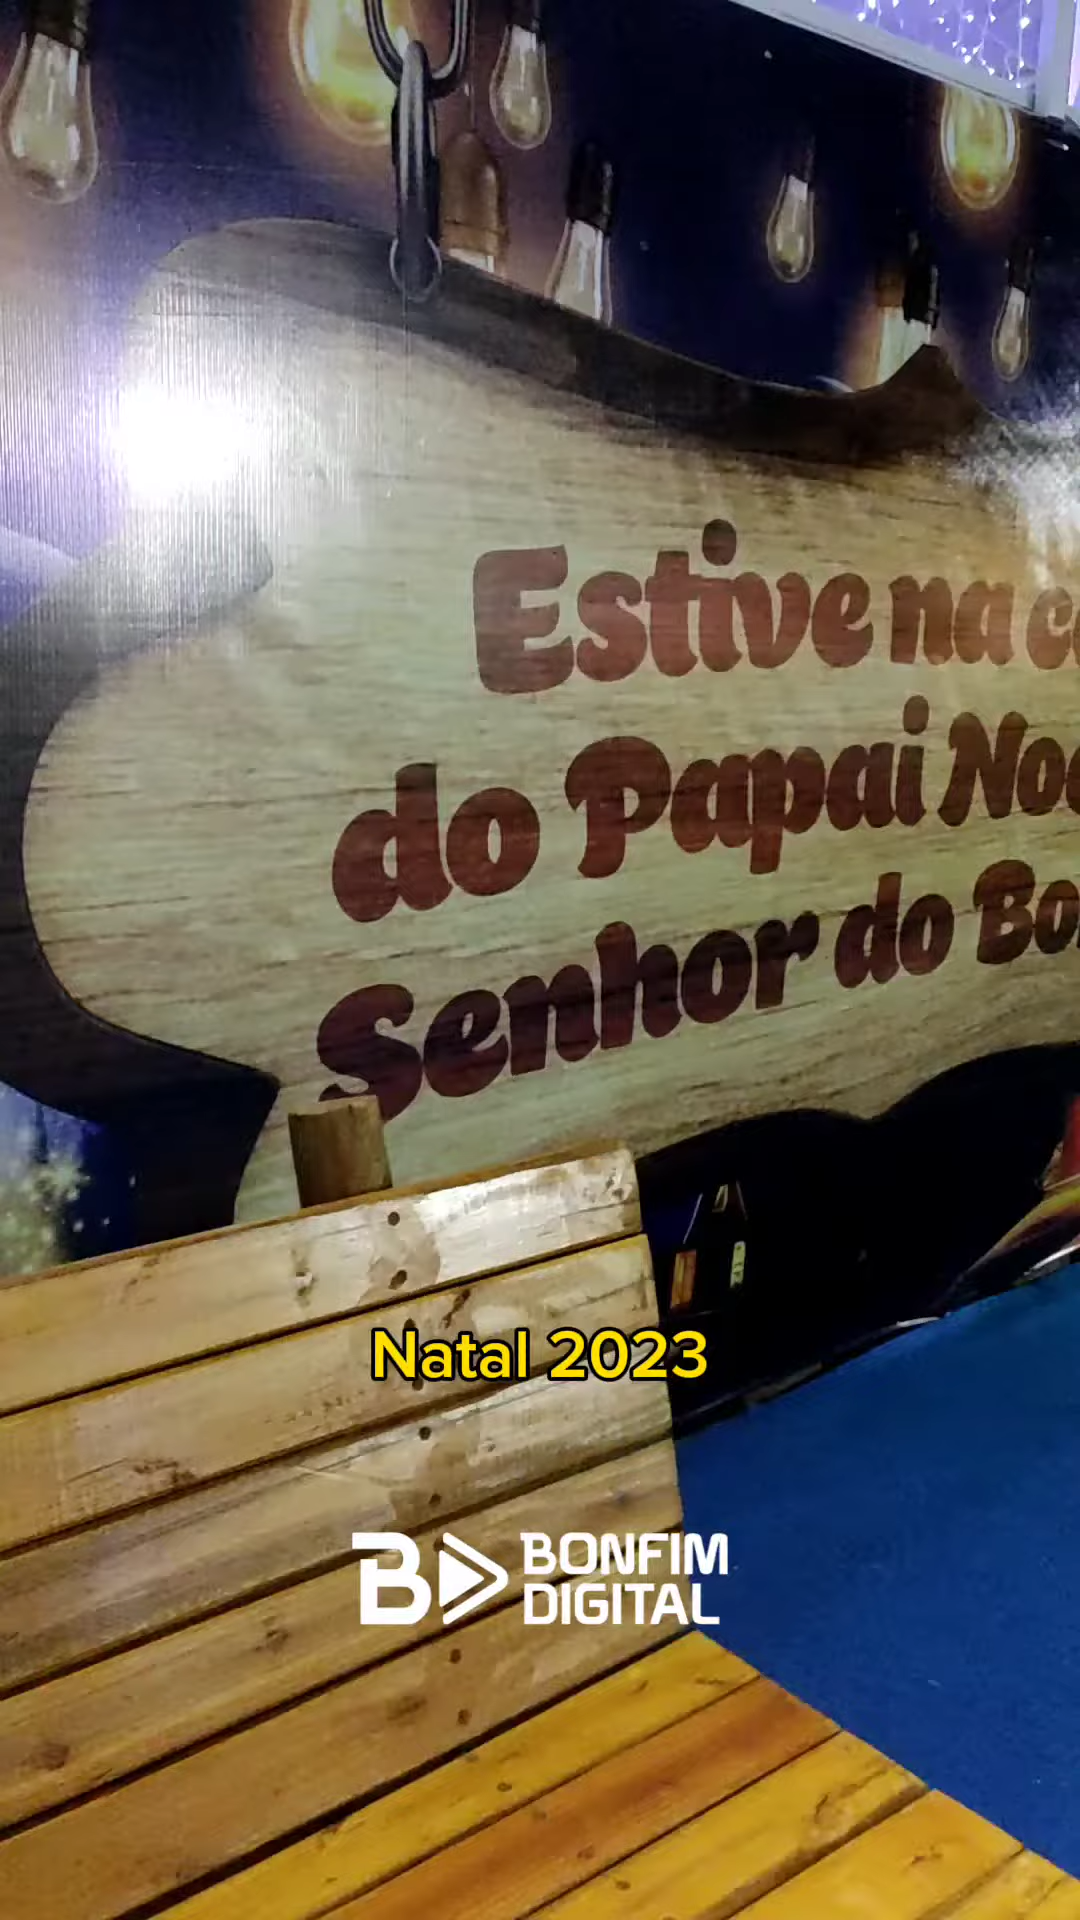 Estive na
do Papai
Senhor do
Natal 2023
B BONFIM
DIGITAL